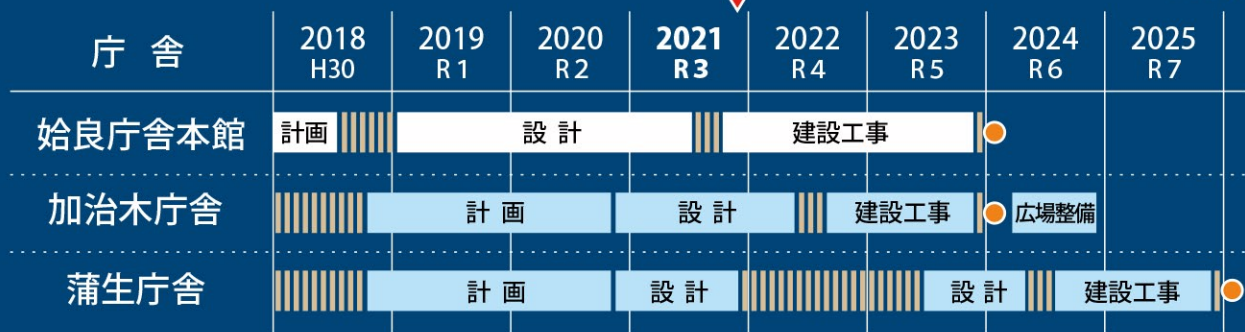 庁 舎
2018 2019 2020 2021 2022 2023 2024 2025
H30 R 1 R 2 R 3 R 4 R 5 R 6 R 7
姶良庁舎本館 計画 設 計 建設工事
加治木庁舎 計 画 設 計 建設工事 広場整備
蒲生庁舎 計 画 設 計 設 計 建設工事